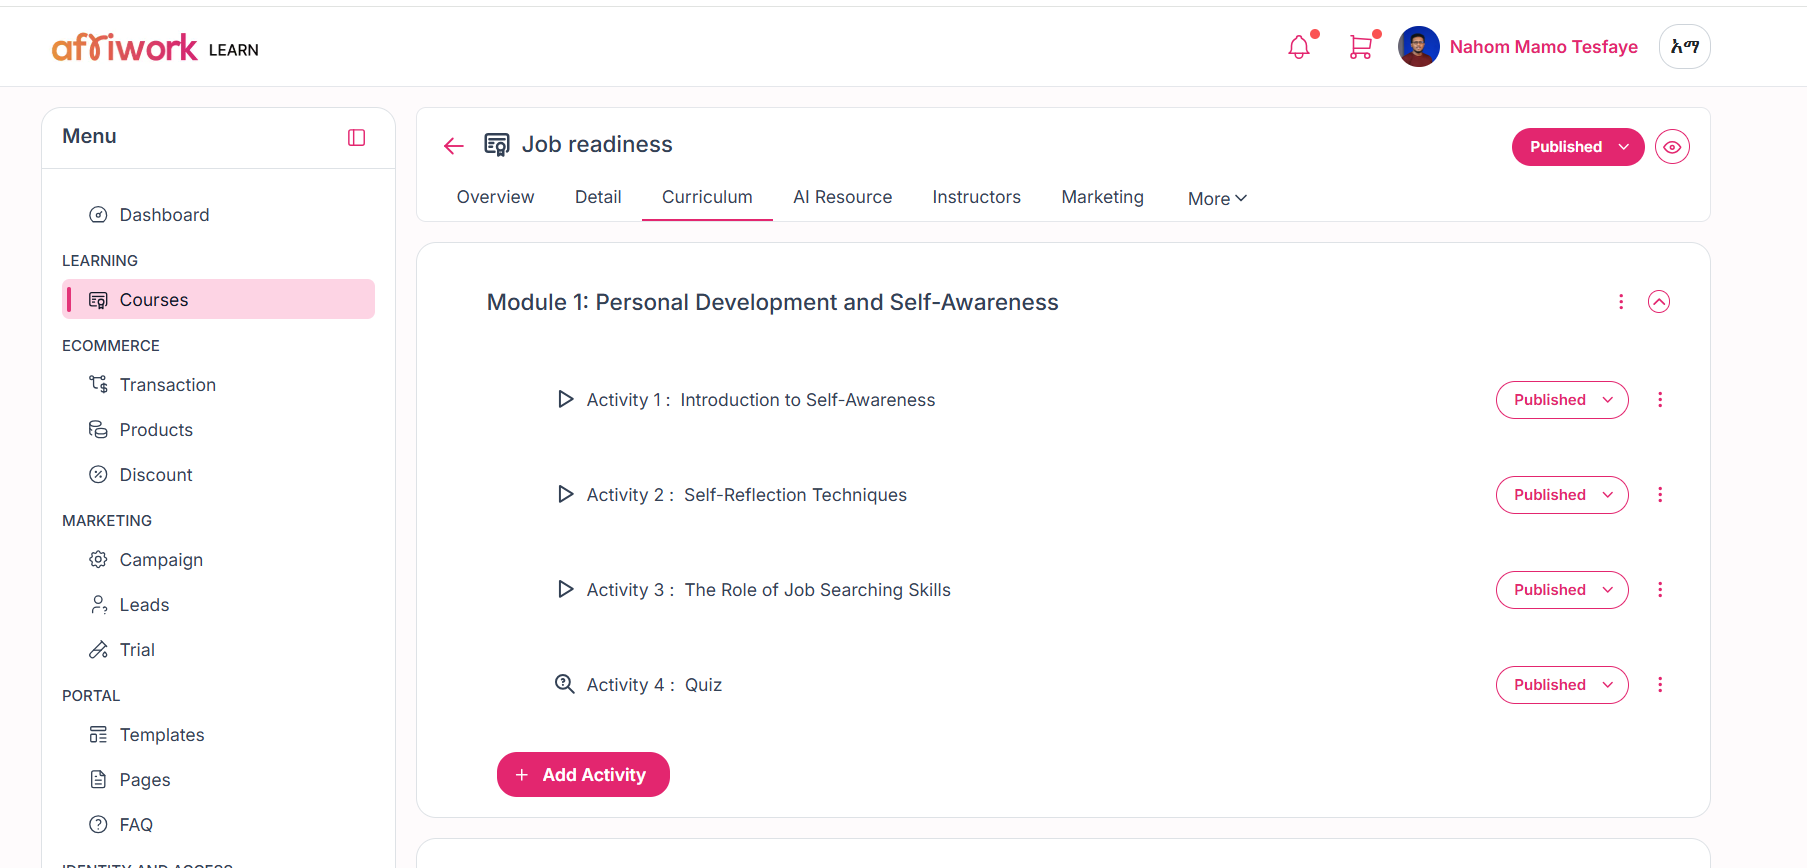 afriwork LEARN
Nahom Mamo Tesfaye
አማ
Menu
Dashboard
LEARNING
Courses
ECOMMERCE
Transaction
Products
Discount
MARKETING
Campaign
Leads
Trial
PORTAL
Templates
Pages
FAQ
IDENTITY AND ACCESS
Job readiness
Published
Overview Detail Curriculum AI Resource Instructors Marketing More
Module 1: Personal Development and Self-Awareness
Activity 1 : Introduction to Self-Awareness Published
Activity 2 : Self-Reflection Techniques Published
Activity 3 : The Role of Job Searching Skills Published
Activity 4 : Quiz Published
+ Add Activity